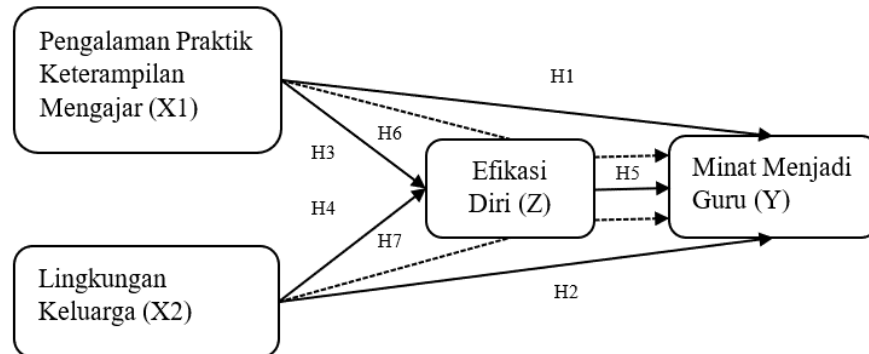 Pengalaman Praktik
Keterampilan
Mengajar (X1)
H1
H6
H3
Efikasi
Diri (Z)
H5
Minat Menjadi
Guru (Y)
H4
H7
Lingkungan
Keluarga (X2)
H2